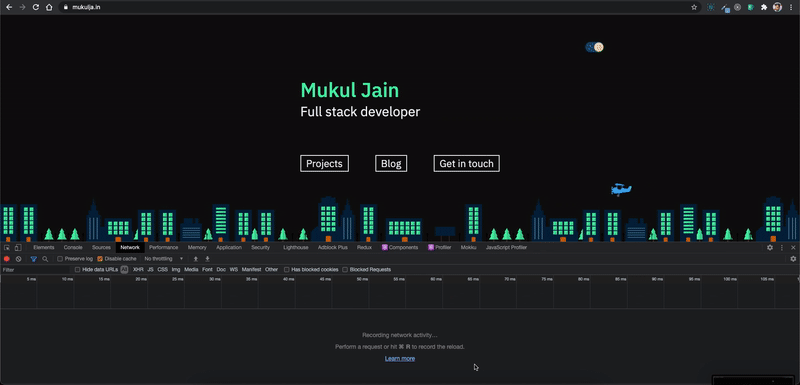 mukulja.in
Mukul Jain
Full stack developer
Projects Blog Get in touch
Elements Console Sources Network Performance Memory Application Security Lighthouse Adblock Plus Redux Components Profiler Mokku JavaScript Profiler
Preserve log Disable cache No throttling
Filter Hide data URLs All XHR JS CSS Img Media Font Doc WS Manifest Other Has blocked cookies Blocked Requests
5 ms 10 ms 15 ms 20 ms 25 ms 30 ms 35 ms 40 ms 45 ms 50 ms 55 ms 60 ms 65 ms 70 ms 75 ms 80 ms 85 ms 90 ms 95 ms 100 ms 105 ms
Recording network activity...
Perform a request or hit ⌘ R to record the reload.
Learn more